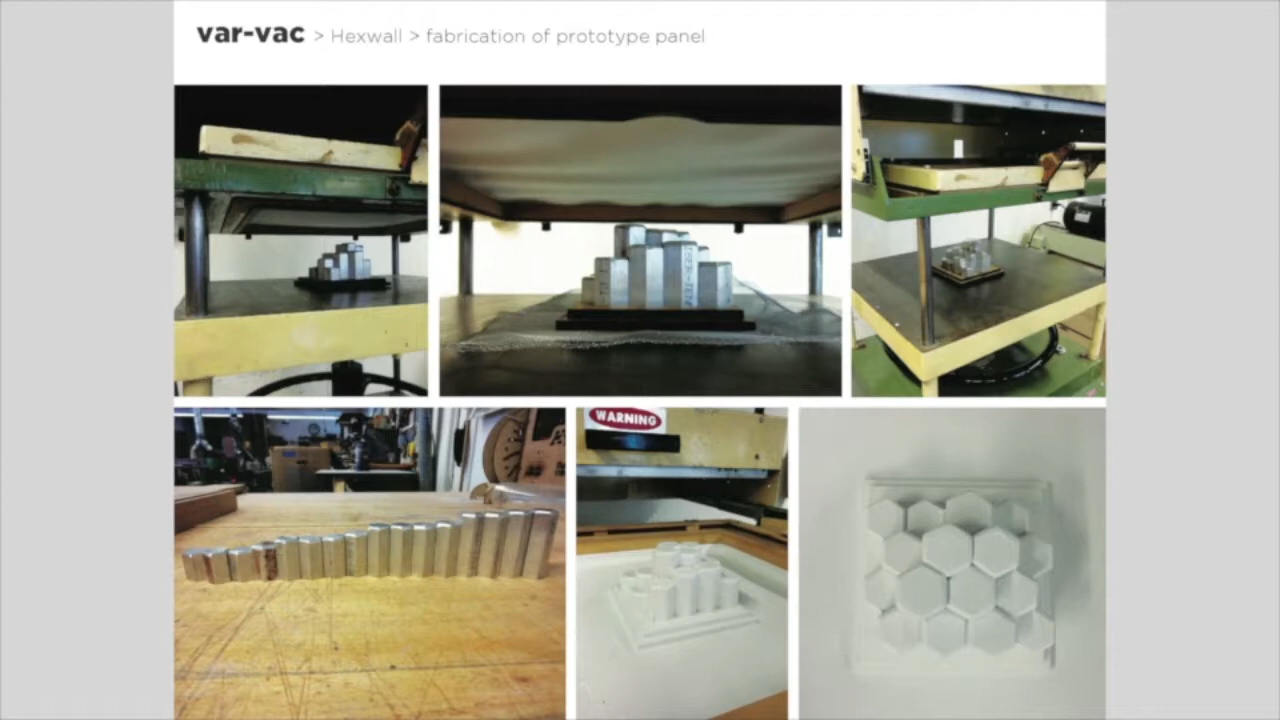 var-vac > Hexwall > fabrication of prototype panel
WARNING